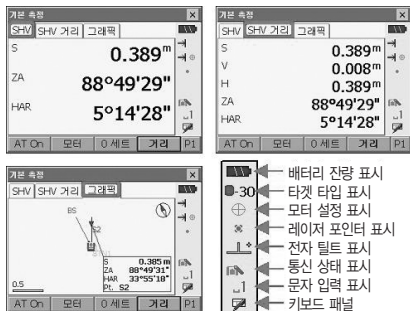 기본 측정
SHV SHV 거리 그래픽
S 0.389m
ZA 88°49'29"
HAR 5°14'28"
AT On 모터 0 세트 거리 P1
기본 측정
SHV SHV 거리 그래픽
S 0.389m
V 0.008m
H 0.389m
ZA 88°49'29"
HAR 5°14'28"
AT On 모터 0 세트 거리 P1
기본 측정
SHV SHV 거리 그래픽
BS
S2
S 0.385m
ZA 88°49'31"
HAR 33°55'18"
Pt. S2
0.5
AT On 모터 0 세트 거리 P1
배터리 잔량 표시
-30 타겟 타입 표시
모터 설정 표시
레이저 포인터 표시
전자 틸트 표시
통신 상태 표시
_1 문자 입력 표시
키보드 패널